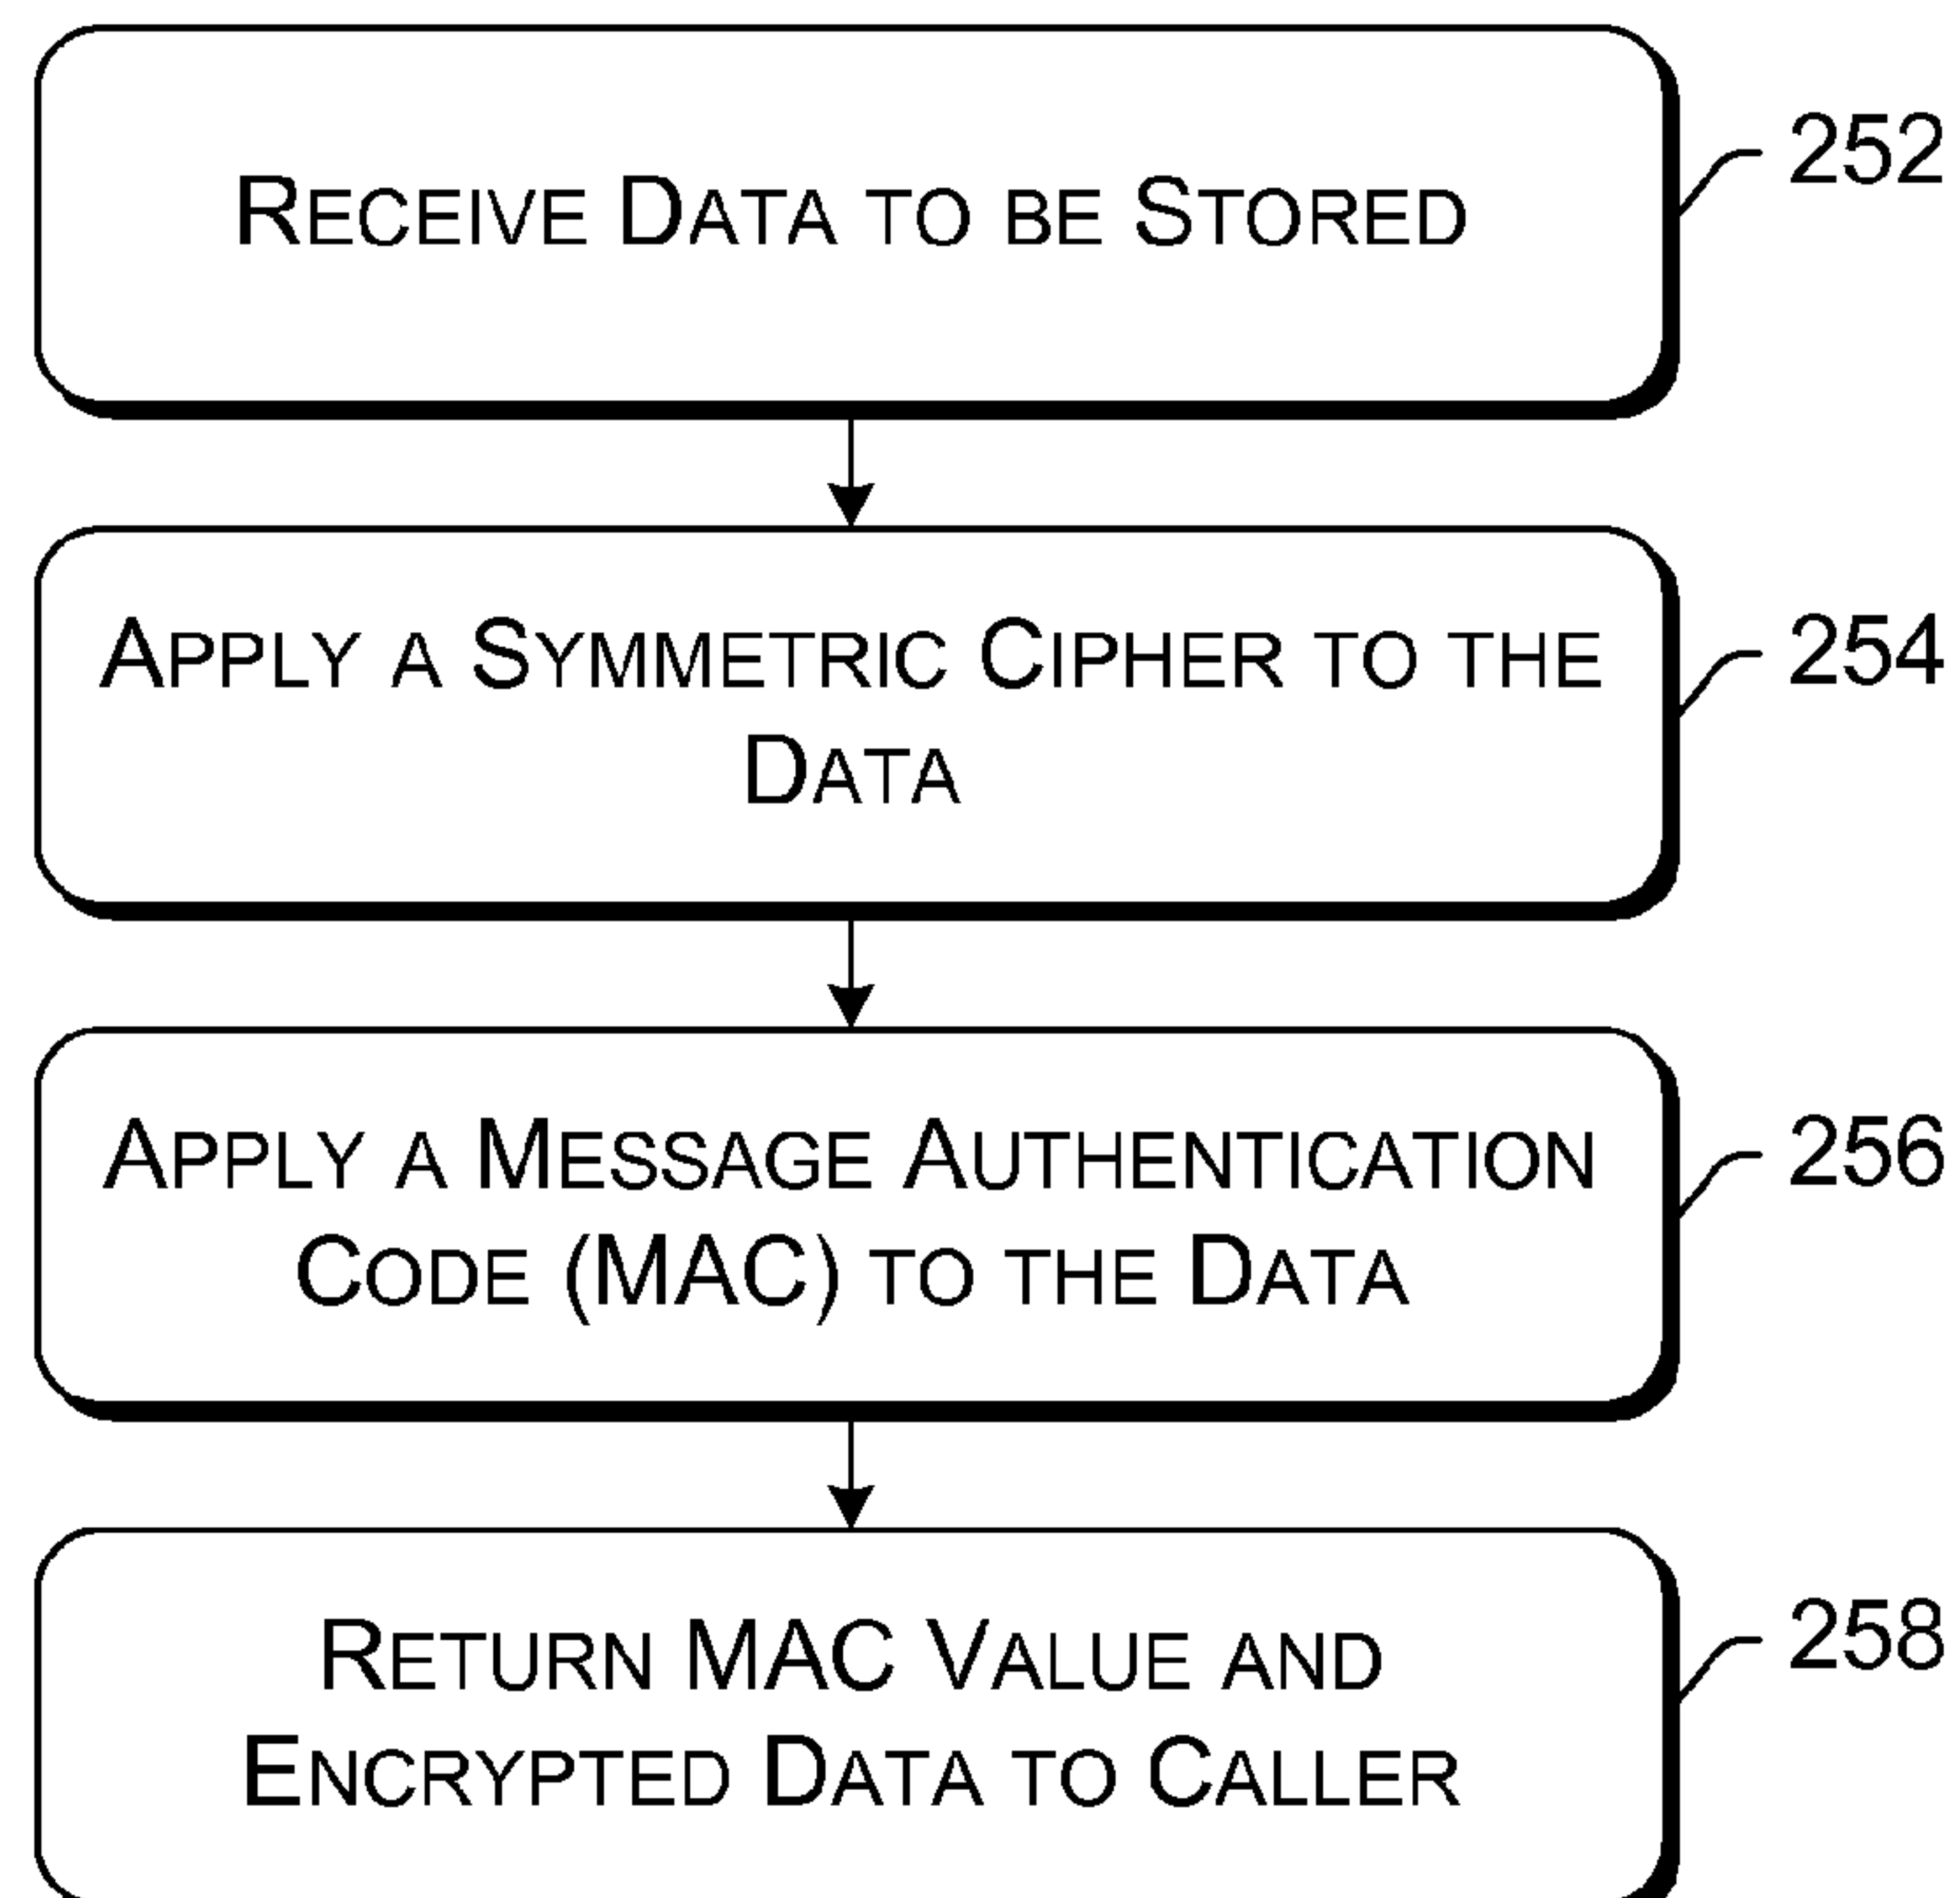 RECEIVE DATA TO BE STORED
252
APPLY A SYMMETRIC CIPHER TO THE
DATA
254
APPLY A MESSAGE AUTHENTICATION
CODE (MAC) TO THE DATA
256
RETURN MAC VALUE AND
ENCRYPTED DATA TO CALLER
258